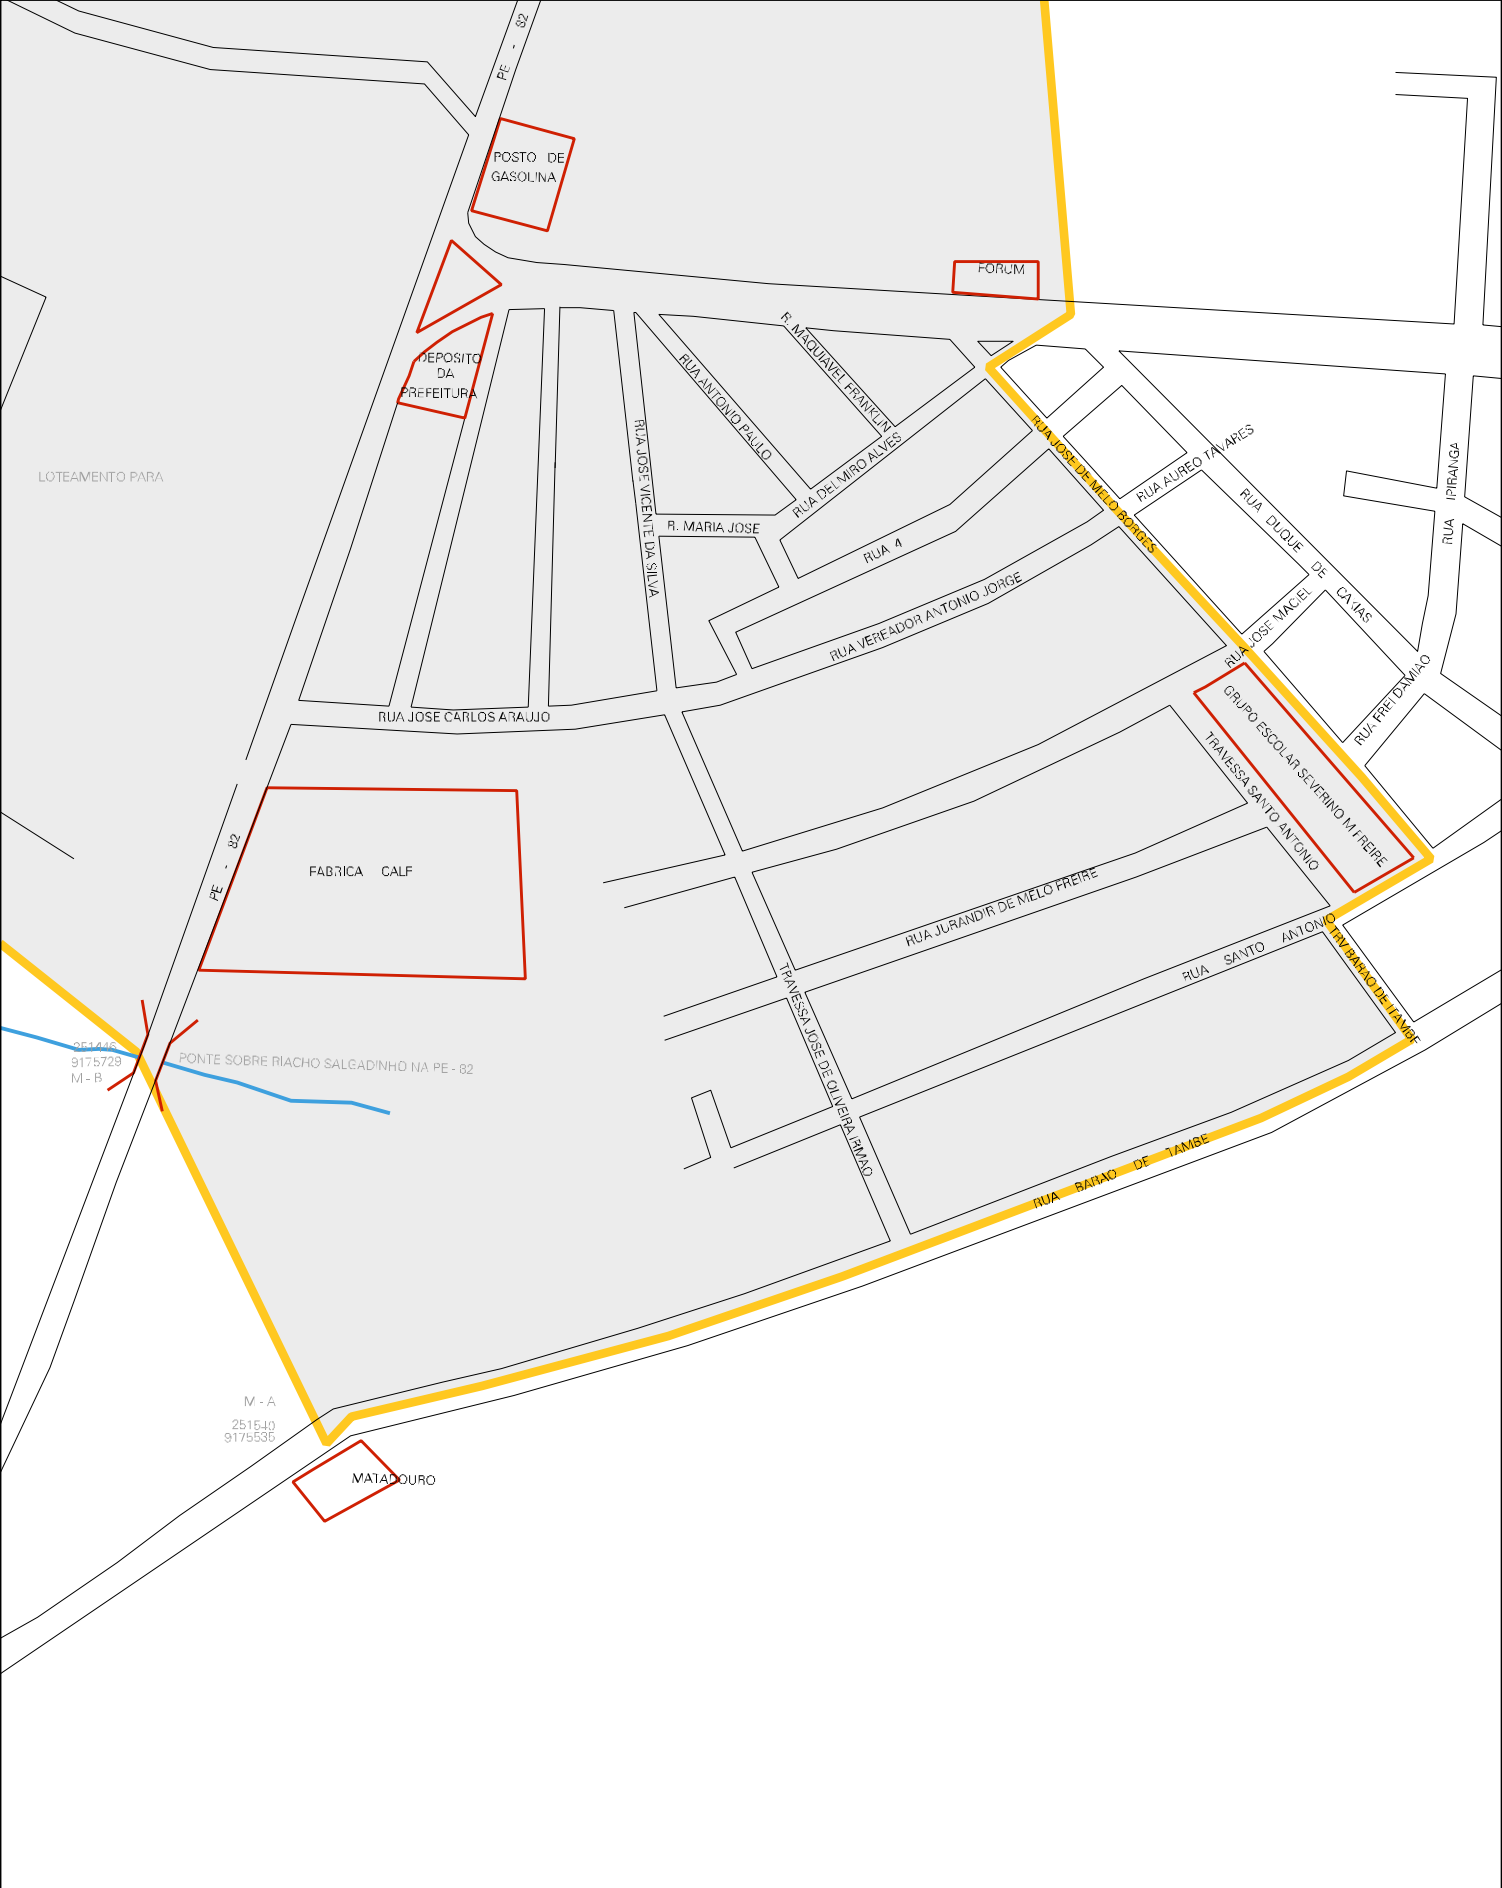 PE - 82
POSTO DE
GASOLINA
FORUM
R. MAQUIAVEL FRANKLIN S
DEPOSITO
DA
PREFEITURA
RUA ANTONIO PAULO
RUA JOSE VICENTE DA SILVA
RUA DELMIRO ALVES
RUA JOSE DE MELO BORGES
RUA AUREO TAVARES
RUA IPIRANGA
LOTEAMENTO PARA
R. MARIA JOSE
RUA 4
RUA DUQUE DE CAXIAS
RUA VEREADOR ANTONIO JORGE
RUA JOSE MACIEL
RUA FREI DAMIAO
RUA JOSE CARLOS ARAUJO
GRUPO ESCOLAR SEVERINO M.FREIRE
TRAVESSA SANTO ANTONIO
PE - 82
FABRICA CALF
RUA JURANDIR DE MELO FREIRE
RUA SANTO ANTONIO
TRV BARAO DE ITAMBE
TRAVESSA JOSE DE OLIVEIRA IRMAO
251446
9175729
M - B
PONTE SOBRE RIACHO SALGADINHO NA PE - 82
RUA BARAO DE ITAMBE
M - A
251540
9175535
MATADOURO